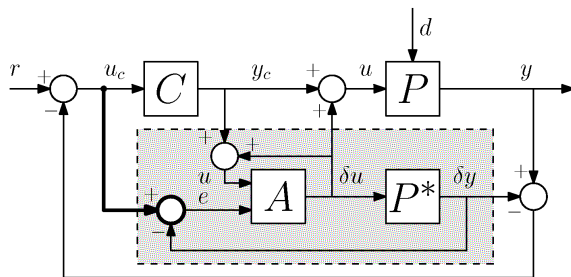 d
r + − u_c C y_c + + u P y
+ + +
u e A δu P* δy −
+ −